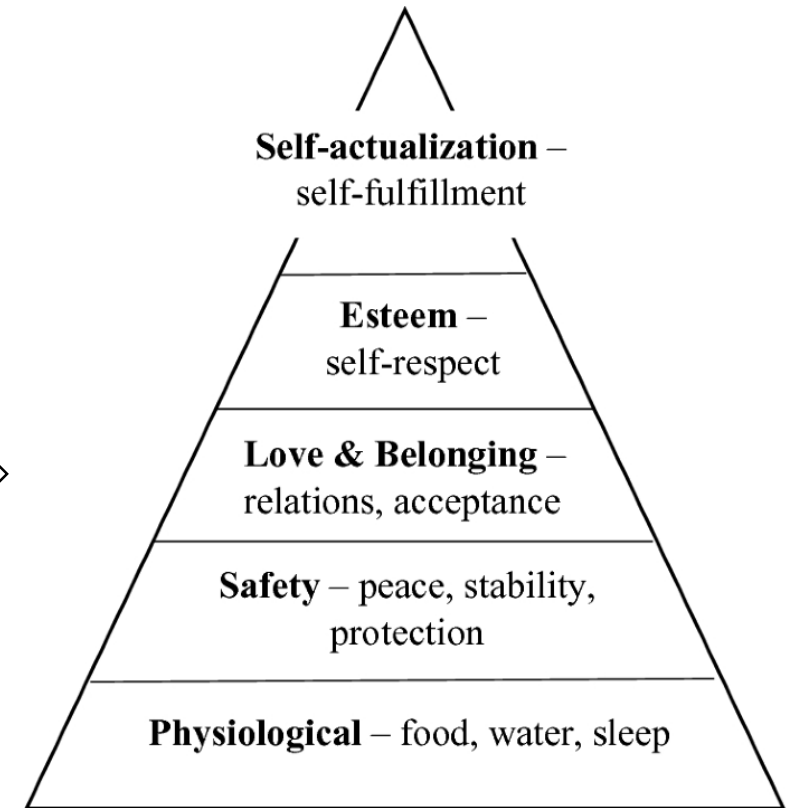 Self-actualization –
self-fulfillment
Esteem –
self-respect
Love & Belonging –
relations, acceptance
Safety – peace, stability,
protection
Physiological – food, water, sleep